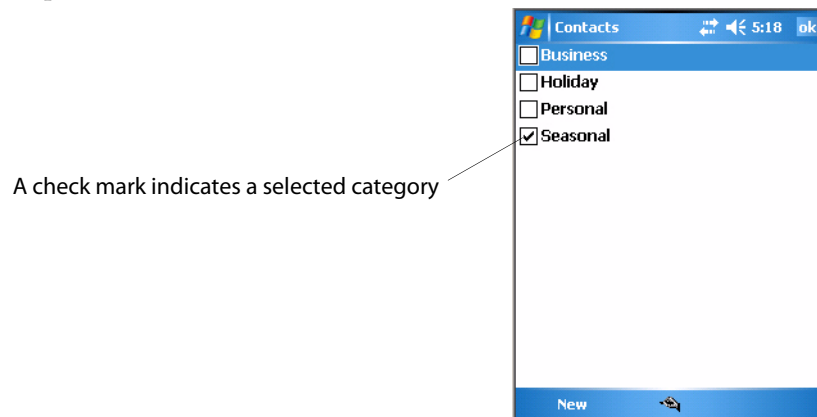 Contacts 5:18 ok
Business
Holiday
Personal
Seasonal
A check mark indicates a selected category
New